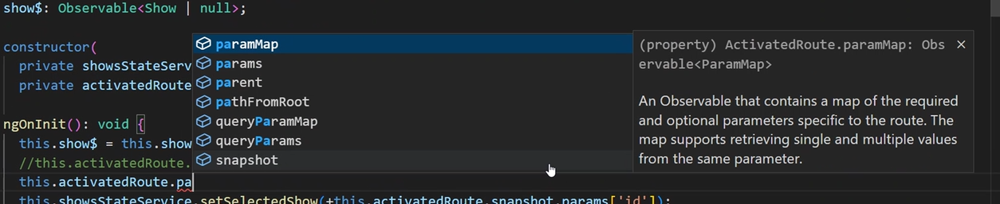 show$: Observable<Show | null>;
constructor(
private showsStateServ
private activatedRoute
ngOnInit(): void {
this.show$ = this.show
//this.activatedRoute.
this.activatedRoute.pa
this.showsStateService.setSelectedShow(+this.activatedRoute.snapshot.params['id']);
paramMap
params
parent
pathFromRoot
queryParamMap
queryParams
snapshot
(property) ActivatedRoute.paramMap: Obs
ervable<ParamMap>
An Observable that contains a map of the required
and optional parameters specific to the route. The
map supports retrieving single and multiple values
from the same parameter.